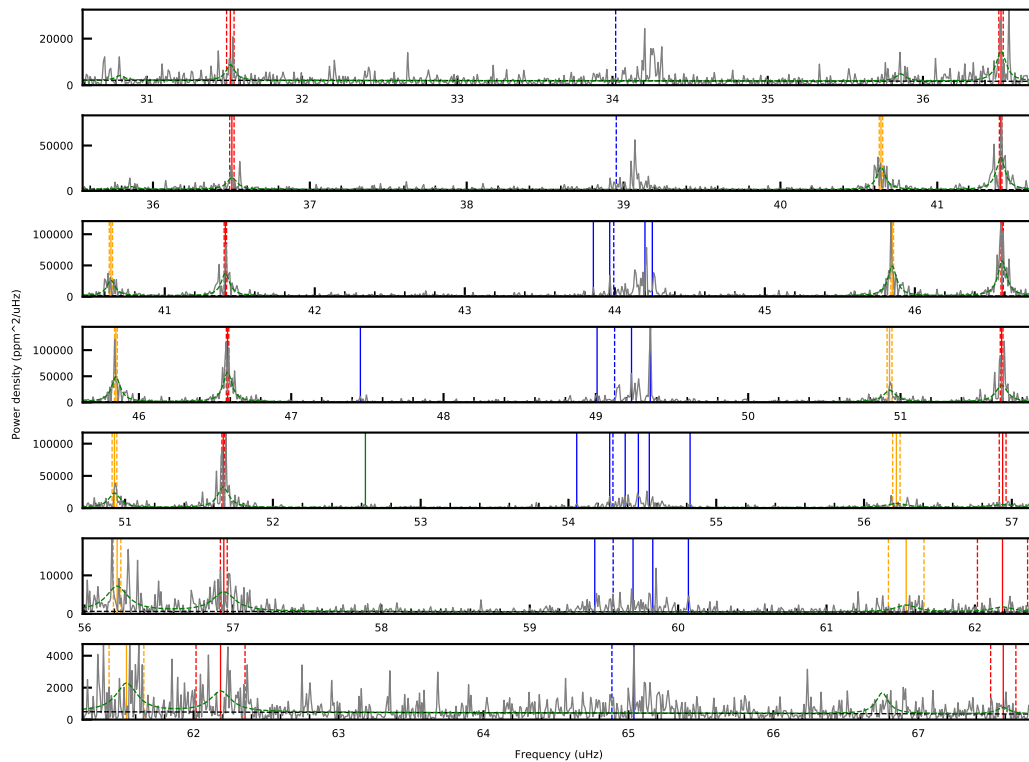 20000
0
31 32 33 34 35 36
50000
0
36 37 38 39 40 41
100000
50000
0
41 42 43 44 45 46
100000
50000
0
46 47 48 49 50 51
100000
50000
0
51 52 53 54 55 56 57
10000
0
56 57 58 59 60 61 62
4000
2000
0
62 63 64 65 66 67
Power density (ppm^2/uHz)
Frequency (uHz)